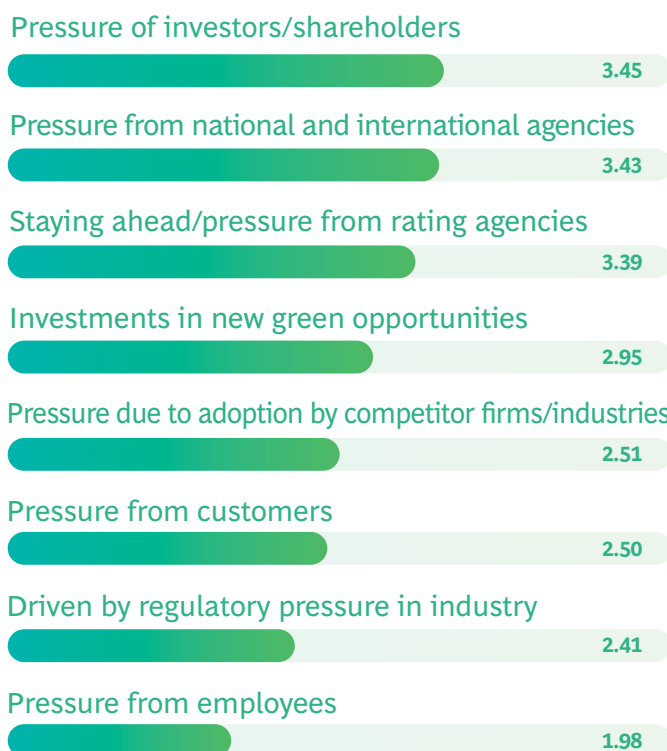 Pressure of investors/shareholders
3.45
Pressure from national and international agencies
3.43
Staying ahead/pressure from rating agencies
3.39
Investments in new green opportunities
2.95
Pressure due to adoption by competitor firms/industries
2.51
Pressure from customers
2.50
Driven by regulatory pressure in industry
2.41
Pressure from employees
1.98